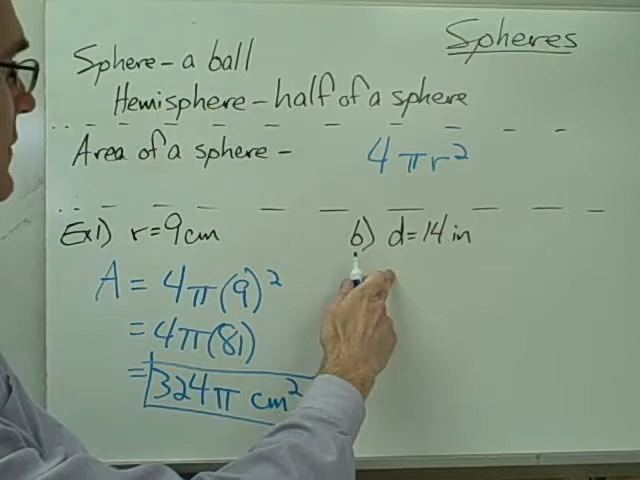 Spheres
Sphere - a ball
Hemisphere - half of a sphere
Area of a sphere - 4πr²
Ex1) r=9cm
A = 4π(9)²
= 4π(81)
= 324π cm²
b) d=14 in